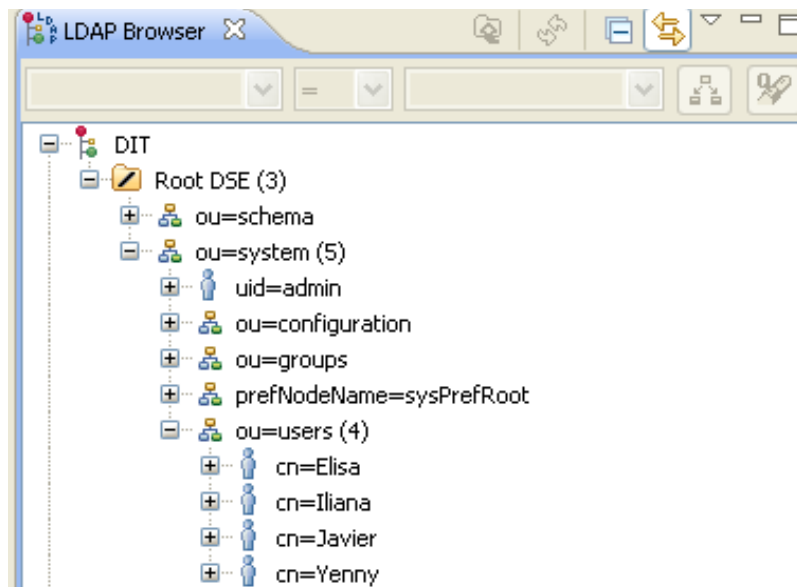 LDAP Browser
=
DIT
Root DSE (3)
ou=schema
ou=system (5)
uid=admin
ou=configuration
ou=groups
prefNodeName=sysPrefRoot
ou=users (4)
cn=Elisa
cn=Iliana
cn=Javier
cn=Yenny